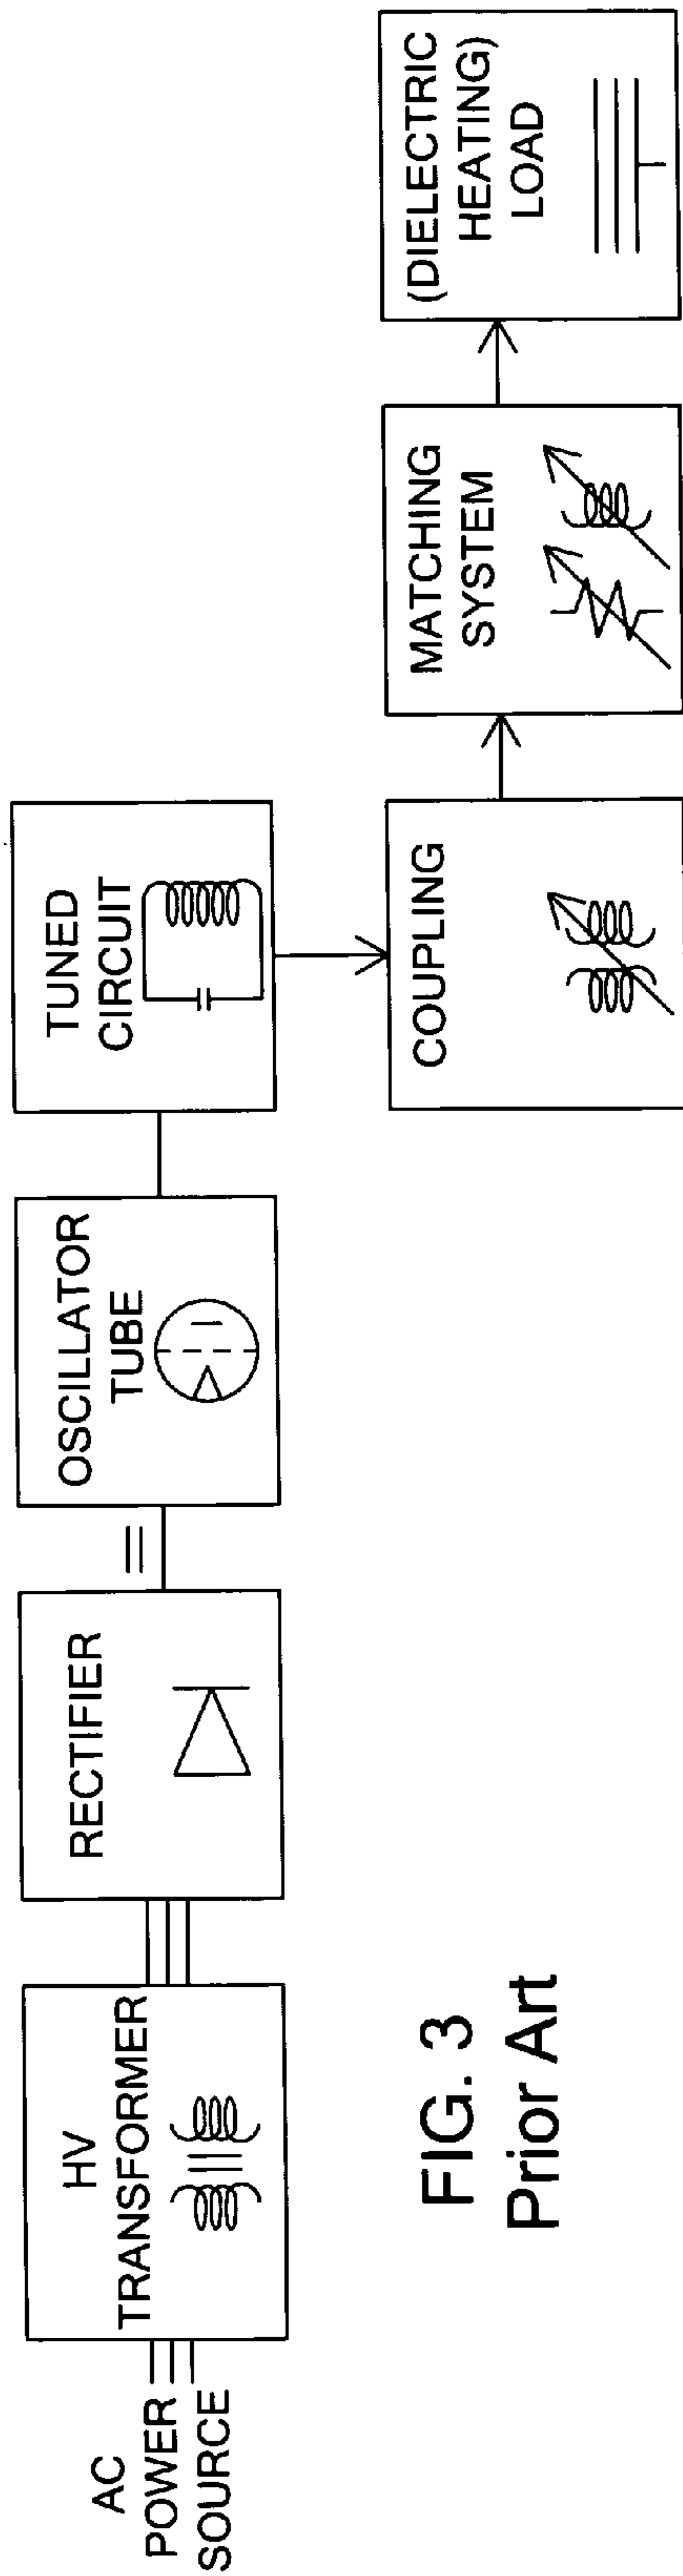 AC
POWER
SOURCE
HV
TRANSFORMER
RECTIFIER
OSCILLATOR
TUBE
TUNED
CIRCUIT
COUPLING
MATCHING
SYSTEM
(DIELECTRIC
HEATING)
LOAD
FIG. 3
Prior Art